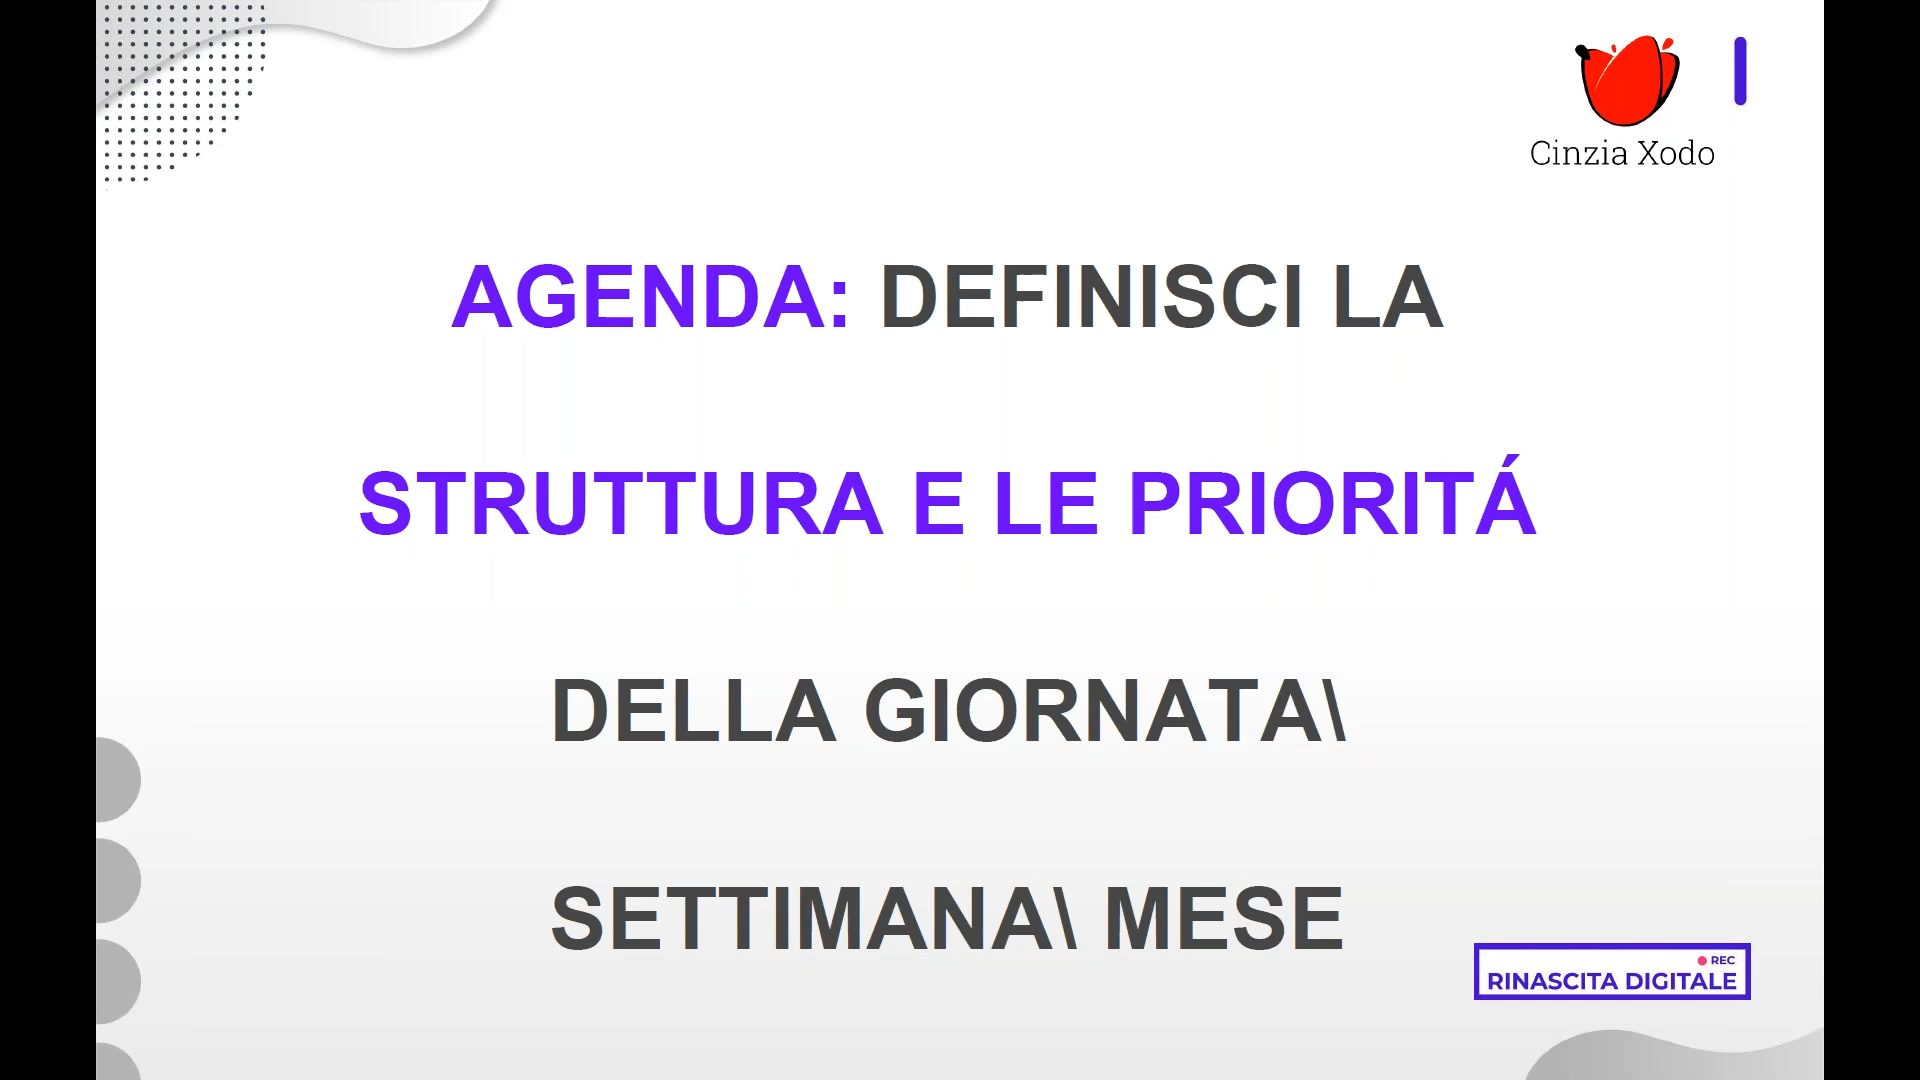 Cinzia Xodo
AGENDA: DEFINISCI LA
STRUTTURA E LE PRIORITÁ
DELLA GIORNATA\
SETTIMANA\ MESE
REC
RINASCITA DIGITALE